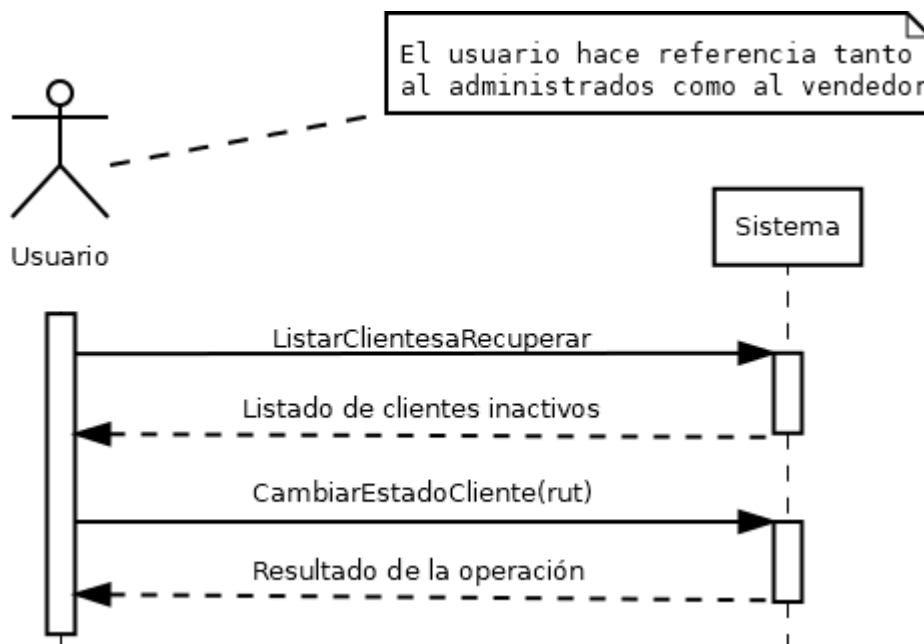 El usuario hace referencia tanto
al administrados como al vendedor
Sistema
Usuario
ListarClientesaRecuperar
Listado de clientes inactivos
CambiarEstadoCliente(rut)
Resultado de la operación